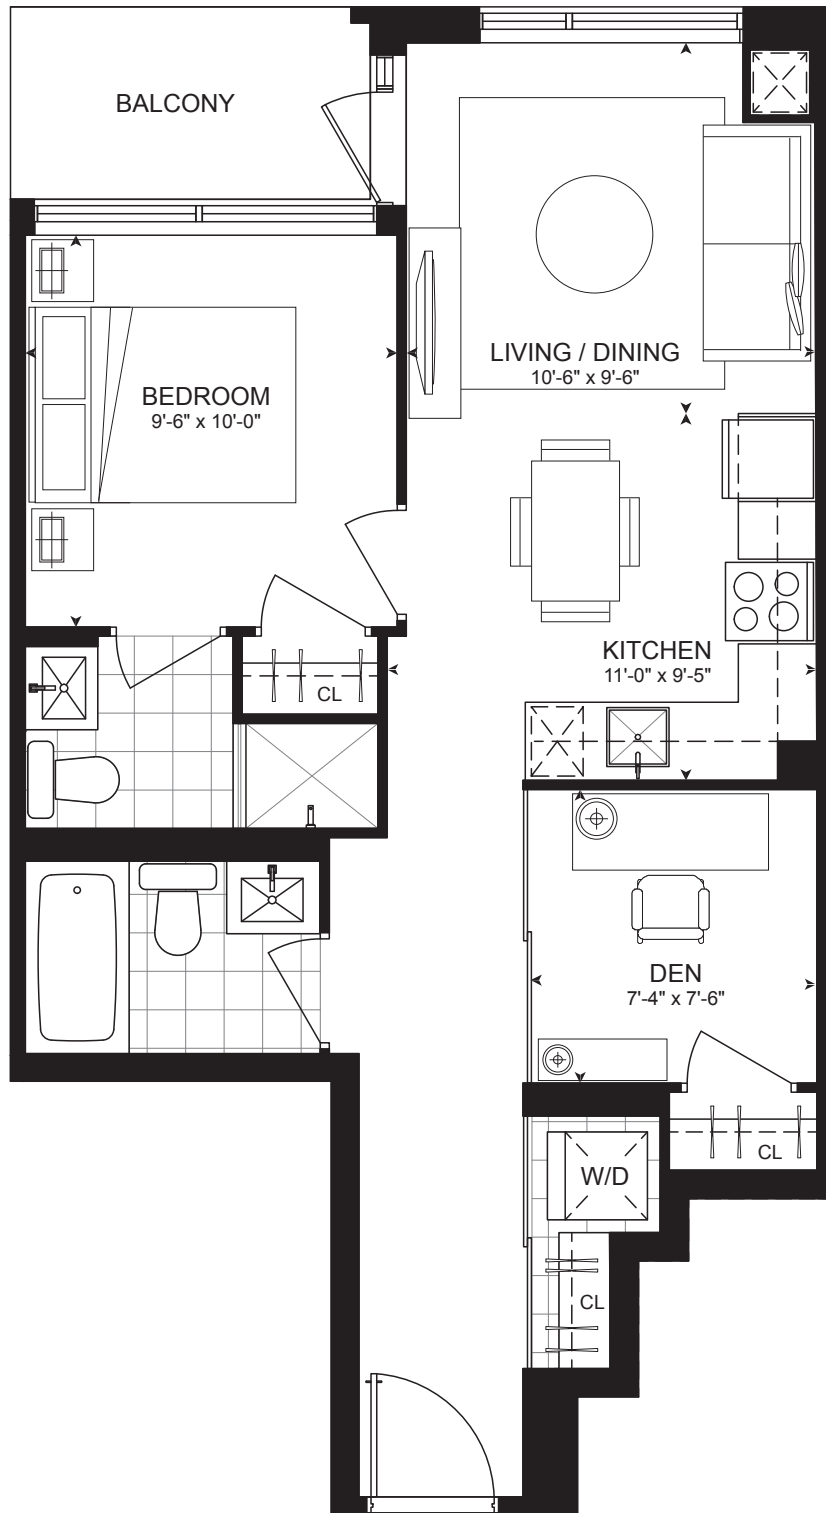 BALCONY
LIVING / DINING
10'-6" x 9'-6"
BEDROOM
9'-6" x 10'-0"
KITCHEN
11'-0" x 9'-5"
CL
DEN
7'-4" x 7'-6"
CL
W/D
CL